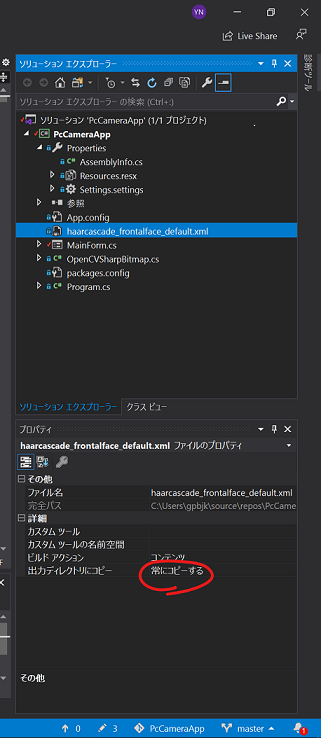 YN
Live Share
ソリューション エクスプローラー
診断ツール
ソリューション エクスプローラー の検索 (Ctrl+;)
ソリューション 'PcCameraApp' (1/1 プロジェクト)
PcCameraApp
Properties
AssemblyInfo.cs
Resources.resx
Settings.settings
参照
App.config
haarcascade_frontalface_default.xml
MainForm.cs
OpenCVSharpBitmap.cs
packages.config
Program.cs
ソリューション エクスプローラー クラス ビュー
プロパティ
haarcascade_frontalface_default.xml ファイルのプロパティ
その他
ファイル名 haarcascade_frontalface_default.xml
完全パス C:\Users\gpbjk\source\repos\PcCame
詳細
カスタム ツール
カスタム ツールの名前空間
ビルド アクション コンテンツ
出力ディレクトリにコピー 常にコピーする
その他
0 3 PcCameraApp master 1